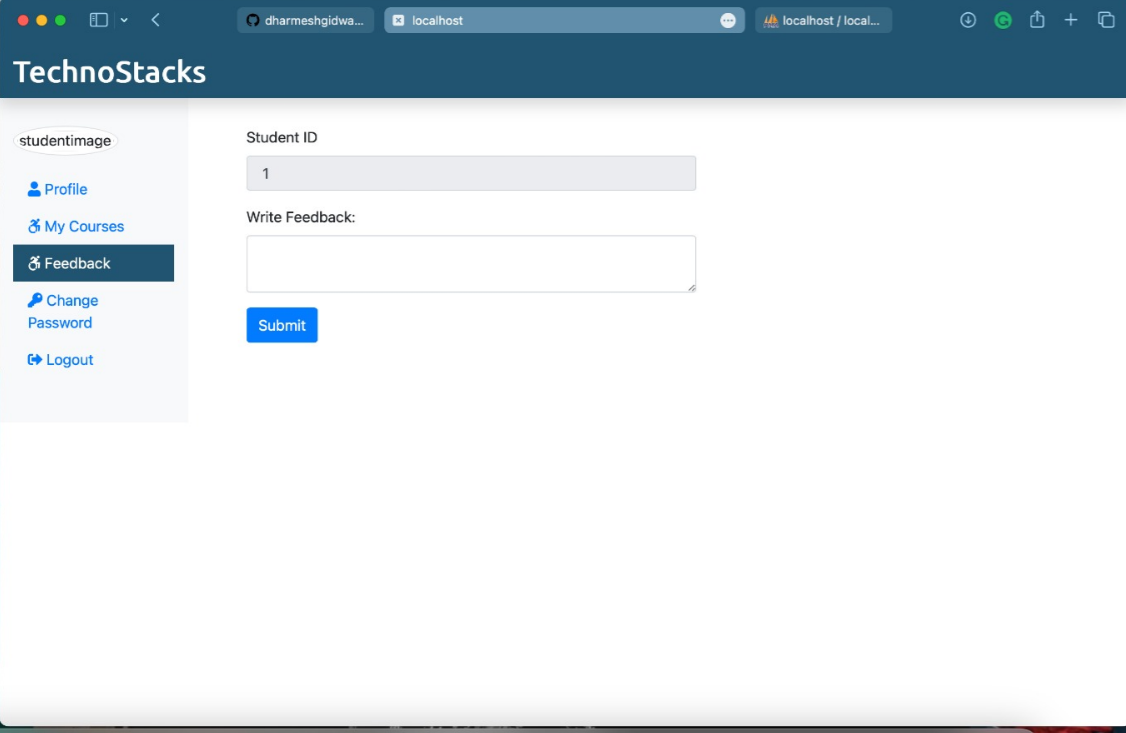 dharmeshgidwa...
localhost
localhost / local...
TechnoStacks
studentimage
Profile
My Courses
Feedback
Change
Password
Logout
Student ID
1
Write Feedback:
Submit